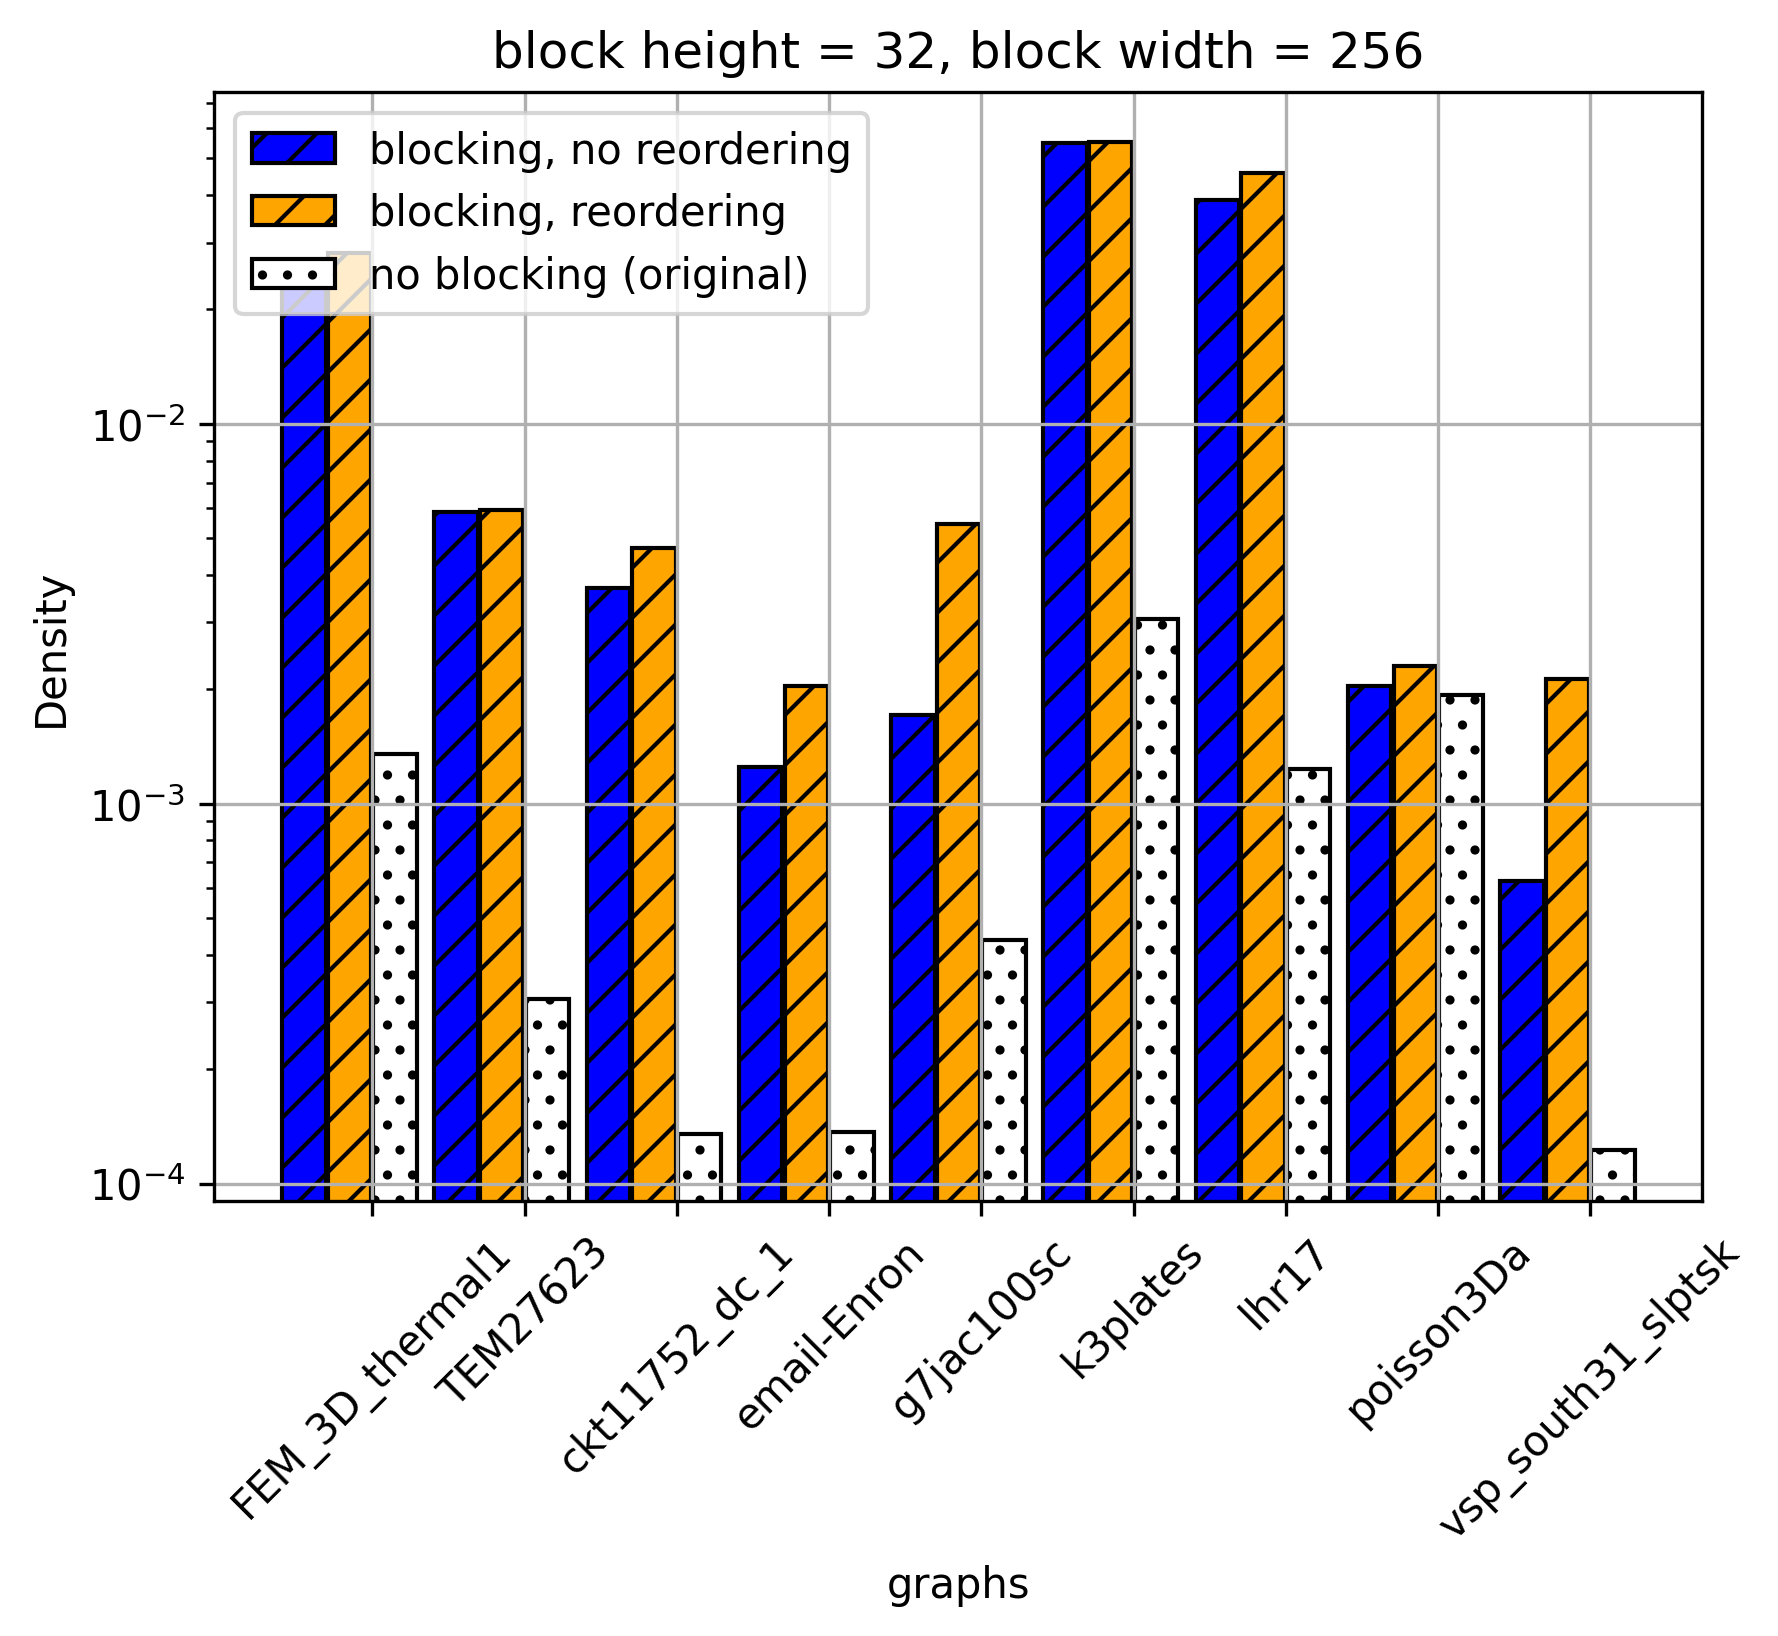 block height = 32, block width = 256
blocking, no reordering
blocking, reordering
no blocking (original)
10⁻²
10⁻³
10⁻⁴
Density
FEM_3D_thermal1
TEM27623
ckt11752_dc_1
email-Enron
g7jac100sc
k3plates
lhr17
poisson3Da
vsp_south31_slptsk
graphs